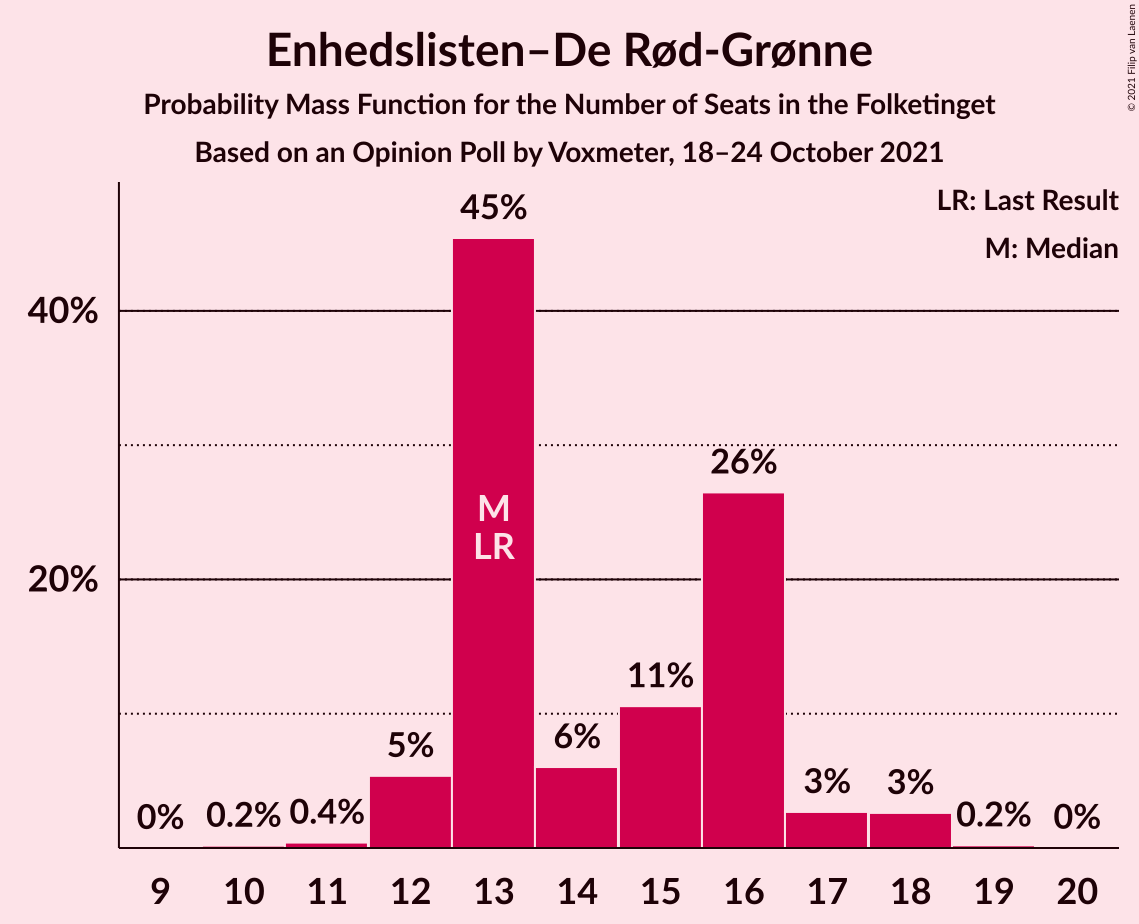 Enhedslisten–De Rød-Grønne
Probability Mass Function for the Number of Seats in the Folketinget
Based on an Opinion Poll by Voxmeter, 18–24 October 2021
© 2021 Filip van Laenen
LR: Last Result
M: Median
40%
20%
0%
0.2%
0.4%
5%
45%
M
LR
6%
11%
26%
3%
3%
0.2%
0%
9 10 11 12 13 14 15 16 17 18 19 20